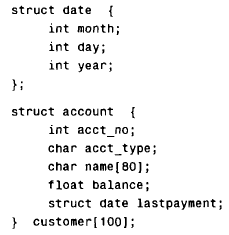 struct date {
int month;
int day;
int year;
};
struct account {
int acct_no;
char acct_type;
char name[80];
float balance;
struct date lastpayment;
} customer[100];